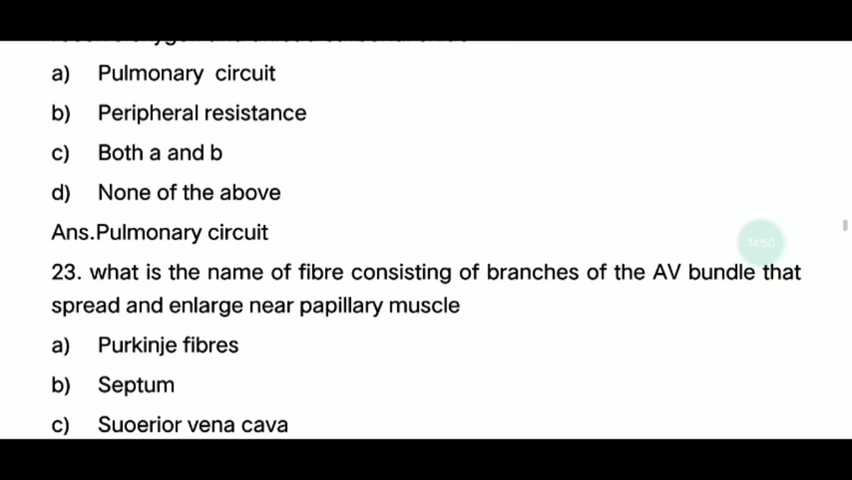 a) Pulmonary circuit
b) Peripheral resistance
c) Both a and b
d) None of the above
Ans.Pulmonary circuit
14:50
23. what is the name of fibre consisting of branches of the AV bundle that
spread and enlarge near papillary muscle
a) Purkinje fibres
b) Septum
c) Suoerior vena cava